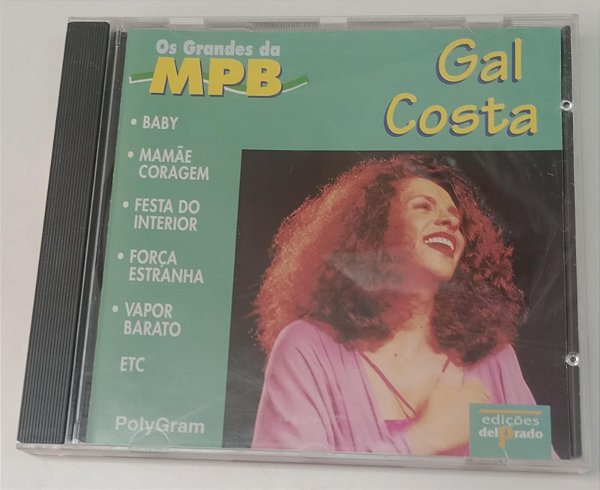 Os Grandes da
MPB
Gal
Costa
• BABY
• MAMÃE
CORAGEM
• FESTA DO
INTERIOR
• FORÇA
ESTRANHA
• VAPOR
BARATO
ETC
PolyGram
edições
del Prado